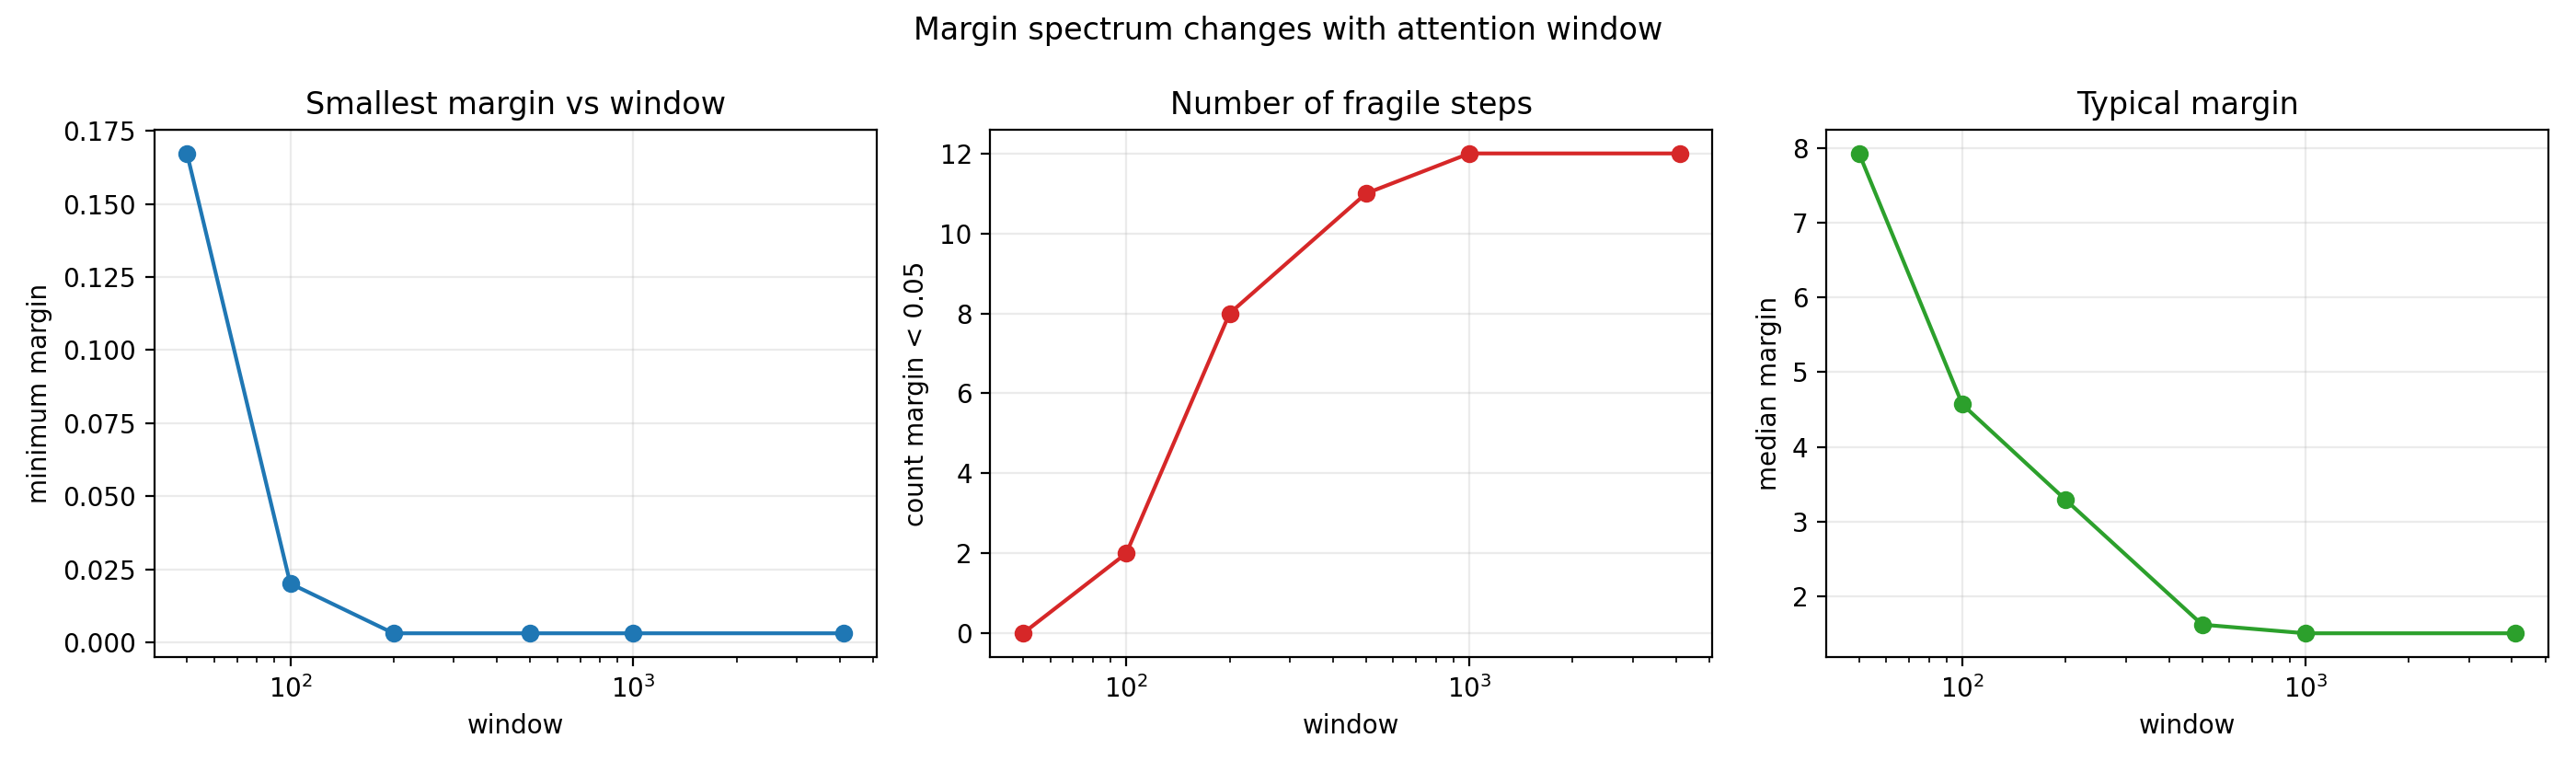 Margin spectrum changes with attention window
Smallest margin vs window
0.175
0.150
0.125
0.100
0.075
0.050
0.025
0.000
minimum margin
10²
10³
window
Number of fragile steps
12
10
8
6
4
2
0
count margin < 0.05
10²
10³
window
Typical margin
8
7
6
5
4
3
2
median margin
10²
10³
window